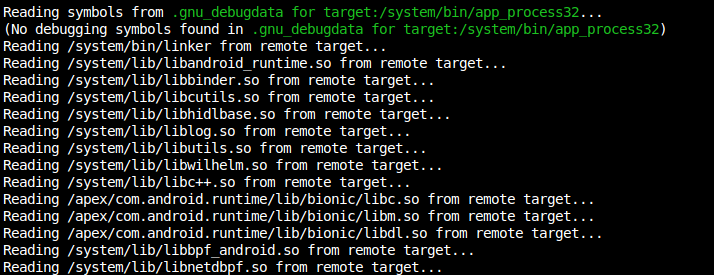 Reading symbols from .gnu_debugdata for target:/system/bin/app_process32...
(No debugging symbols found in .gnu_debugdata for target:/system/bin/app_process32)
Reading /system/bin/linker from remote target...
Reading /system/lib/libandroid_runtime.so from remote target...
Reading /system/lib/libbinder.so from remote target...
Reading /system/lib/libcutils.so from remote target...
Reading /system/lib/libhidlbase.so from remote target...
Reading /system/lib/liblog.so from remote target...
Reading /system/lib/libutils.so from remote target...
Reading /system/lib/libwilhelm.so from remote target...
Reading /system/lib/libc++.so from remote target...
Reading /apex/com.android.runtime/lib/bionic/libc.so from remote target...
Reading /apex/com.android.runtime/lib/bionic/libm.so from remote target...
Reading /apex/com.android.runtime/lib/bionic/libdl.so from remote target...
Reading /system/lib/libbpf_android.so from remote target...
Reading /system/lib/libnetdbpf.so from remote target...